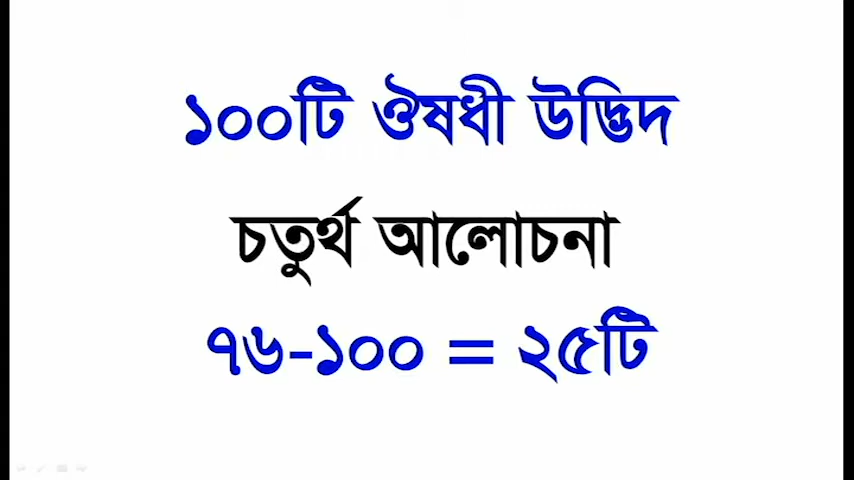 ১০০টি ঔষধী উদ্ভিদ
চতুর্থ আলোচনা
৭৬-১০০ = ২৫টি